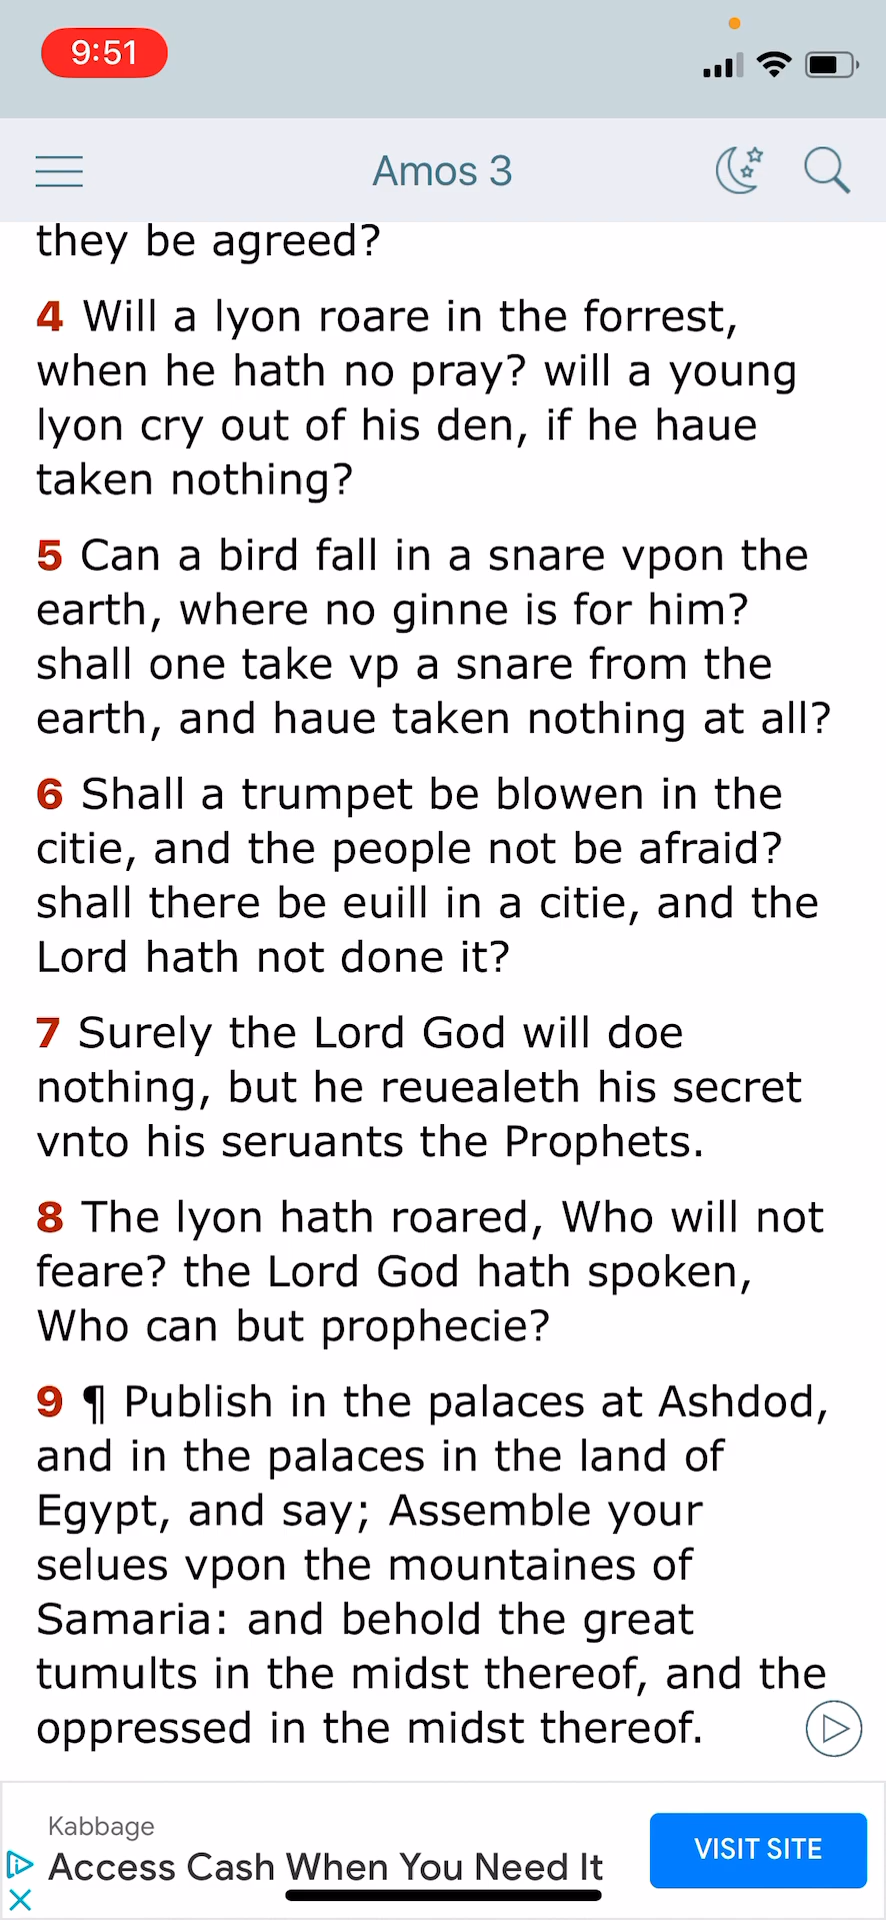 9:51
Amos 3
they be agreed?
4 Will a lyon roare in the forrest,
when he hath no pray? will a young
lyon cry out of his den, if he haue
taken nothing?
5 Can a bird fall in a snare vpon the
earth, where no ginne is for him?
shall one take vp a snare from the
earth, and haue taken nothing at all?
6 Shall a trumpet be blowen in the
citie, and the people not be afraid?
shall there be euill in a citie, and the
Lord hath not done it?
7 Surely the Lord God will doe
nothing, but he reuealeth his secret
vnto his seruants the Prophets.
8 The lyon hath roared, Who will not
feare? the Lord God hath spoken,
Who can but prophecie?
9 ¶ Publish in the palaces at Ashdod,
and in the palaces in the land of
Egypt, and say; Assemble your
selues vpon the mountaines of
Samaria: and behold the great
tumults in the midst thereof, and the
oppressed in the midst thereof.
Kabbage
Access Cash When You Need It
VISIT SITE